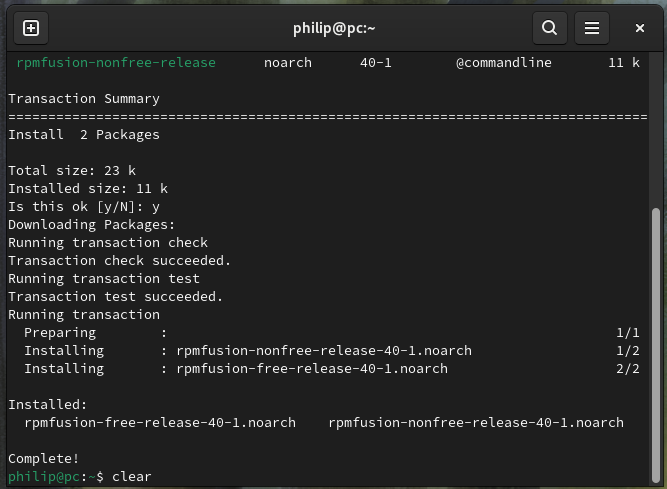 philip@pc:~
rpmfusion-nonfree-release      noarch      40-1        @commandline       11 k

Transaction Summary
================================================================================
Install  2 Packages

Total size: 23 k
Installed size: 11 k
Is this ok [y/N]: y
Downloading Packages:
Running transaction check
Transaction check succeeded.
Running transaction test
Transaction test succeeded.
Running transaction
  Preparing        :                                                        1/1
  Installing       : rpmfusion-nonfree-release-40-1.noarch                  1/2
  Installing       : rpmfusion-free-release-40-1.noarch                     2/2

Installed:
  rpmfusion-free-release-40-1.noarch    rpmfusion-nonfree-release-40-1.noarch

Complete!
philip@pc:~$ clear